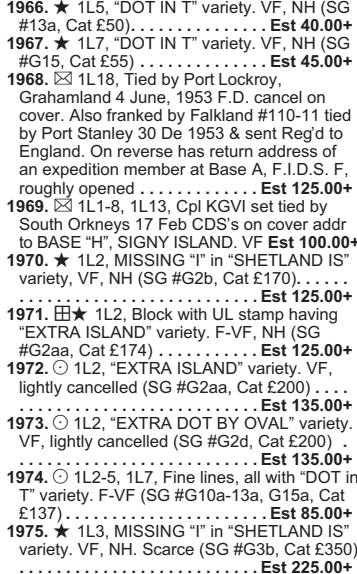 1966. ★ 1L5, “DOT IN T” variety. VF, NH (SG
#13a, Cat £50). . . . . . . . . . . . . . Est 40.00+
1967. ★ 1L7, “DOT IN T” variety. VF, NH (SG
#G15, Cat £55) . . . . . . . . . . . . . Est 45.00+
1968. ✉ 1L18, Tied by Port Lockroy,
Grahamland 4 June, 1953 F.D. cancel on
cover. Also franked by Falkland #110-11 tied
by Port Stanley 30 De 1953 & sent Reg’d to
England. On reverse has return address of
an expedition member at Base A, F.I.D.S. F,
roughly opened . . . . . . . . . . . . Est 125.00+
1969. ✉ 1L1-8, 1L13, Cpl KGVI set tied by
South Orkneys 17 Feb CDS’s on cover addr
to BASE “H”, SIGNY ISLAND. VF Est 100.00+
1970. ★ 1L2, MISSING “I” in “SHETLAND IS”
variety, VF, NH (SG #G2b, Cat £170). . . . . .
. . . . . . . . . . . . . . . . . . . . . . . . Est 125.00+
1971. ⊞★ 1L2, Block with UL stamp having
“EXTRA ISLAND” variety. F-VF, NH (SG
#G2aa, Cat £174) . . . . . . . . . . . Est 125.00+
1972. ⊙ 1L2, “EXTRA ISLAND” variety. VF,
lightly cancelled (SG #G2aa, Cat £200) . . . .
. . . . . . . . . . . . . . . . . . . . . . . . Est 135.00+
1973. ⊙ 1L2, “EXTRA DOT BY OVAL” variety.
VF, lightly cancelled (SG #G2d, Cat £200) .
. . . . . . . . . . . . . . . . . . . . . . . . Est 135.00+
1974. ⊙ 1L2-5, 1L7, Fine lines, all with “DOT in
T” variety. F-VF (SG #G10a-13a, G15a, Cat
£137) . . . . . . . . . . . . . . . . . . . . . Est 85.00+
1975. ★ 1L3, MISSING “I” in “SHETLAND IS”
variety. VF, NH. Scarce (SG #G3b, Cat £350)
. . . . . . . . . . . . . . . . . . . . . . . . Est 225.00+